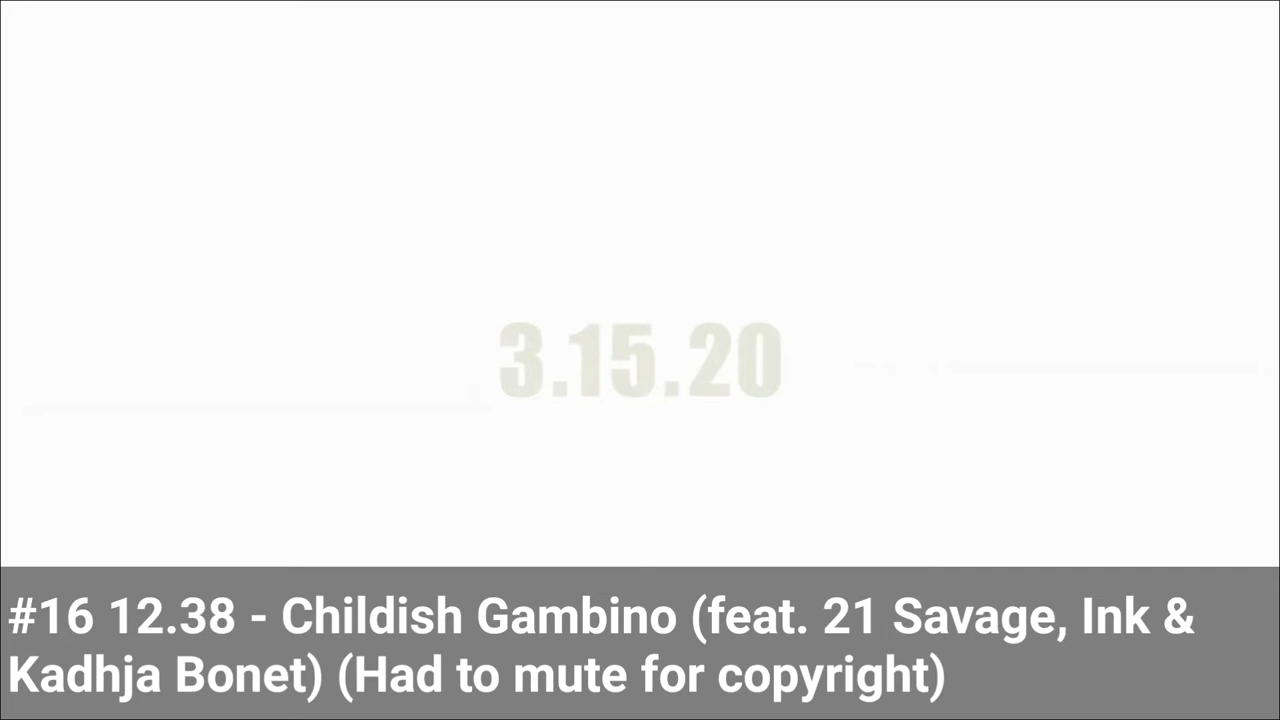 3.15.20
#16 12.38 - Childish Gambino (feat. 21 Savage, Ink &
Kadhja Bonet) (Had to mute for copyright)